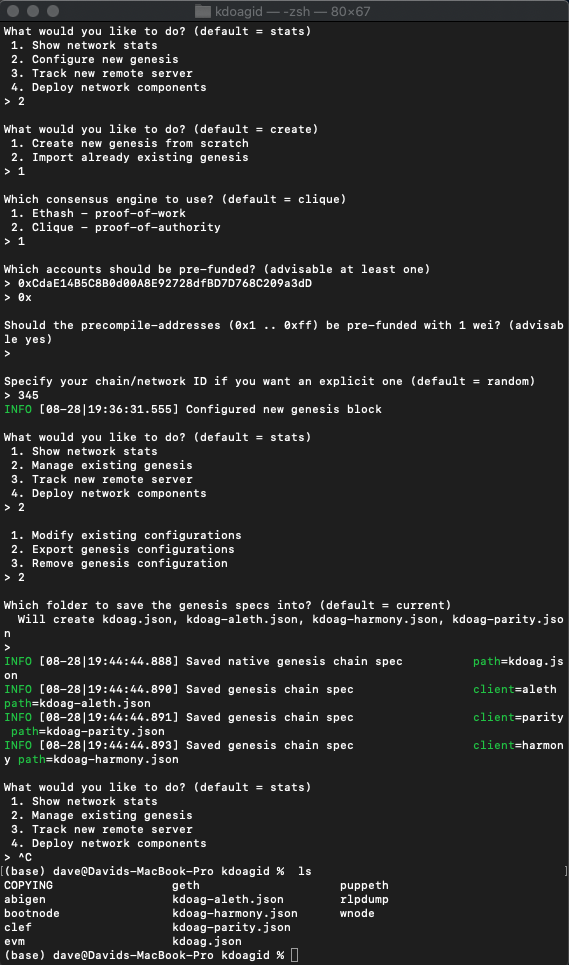 kdoagid — -zsh — 80×67
What would you like to do? (default = stats)
 1. Show network stats
 2. Configure new genesis
 3. Track new remote server
 4. Deploy network components
> 2

What would you like to do? (default = create)
 1. Create new genesis from scratch
 2. Import already existing genesis
> 1

Which consensus engine to use? (default = clique)
 1. Ethash - proof-of-work
 2. Clique - proof-of-authority
> 1

Which accounts should be pre-funded? (advisable at least one)
> 0xCdaE14B5C8B0d00A8E92728dfBD7D768C209a3dD
> 0x

Should the precompile-addresses (0x1 .. 0xff) be pre-funded with 1 wei? (advisab
le yes)
>

Specify your chain/network ID if you want an explicit one (default = random)
> 345
INFO [08-28|19:36:31.555] Configured new genesis block

What would you like to do? (default = stats)
 1. Show network stats
 2. Manage existing genesis
 3. Track new remote server
 4. Deploy network components
> 2

 1. Modify existing configurations
 2. Export genesis configurations
 3. Remove genesis configuration
> 2

Which folder to save the genesis specs into? (default = current)
  Will create kdoag.json, kdoag-aleth.json, kdoag-harmony.json, kdoag-parity.jso
n
>
INFO [08-28|19:44:44.888] Saved native genesis chain spec          path=kdoag.js
on
INFO [08-28|19:44:44.890] Saved genesis chain spec                 client=aleth
path=kdoag-aleth.json
INFO [08-28|19:44:44.891] Saved genesis chain spec                 client=parity
 path=kdoag-parity.json
INFO [08-28|19:44:44.893] Saved genesis chain spec                 client=harmon
y path=kdoag-harmony.json

What would you like to do? (default = stats)
 1. Show network stats
 2. Manage existing genesis
 3. Track new remote server
 4. Deploy network components
> ^C
[(base) dave@Davids-MacBook-Pro kdoagid %  ls                                    ]
COPYING                 geth                    puppeth
abigen                  kdoag-aleth.json        rlpdump
bootnode                kdoag-harmony.json      wnode
clef                    kdoag-parity.json
evm                     kdoag.json
(base) dave@Davids-MacBook-Pro kdoagid %